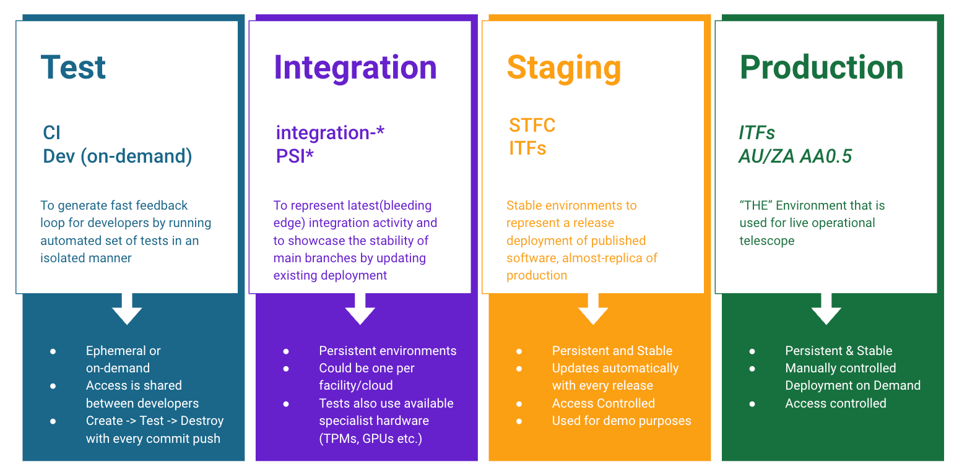 Test
CI
Dev (on-demand)
To generate fast feedback
loop for developers by running
automated set of tests in an
isolated manner
● Ephemeral or
on-demand
● Access is shared
between developers
● Create -> Test -> Destroy
with every commit push
Integration
integration-*
PSI*
To represent latest(bleeding
edge) integration activity and
to showcase the stability of
main branches by updating
existing deployment
● Persistent environments
● Could be one per
facility/cloud
● Tests also use available
specialist hardware
(TPMs, GPUs etc.)
Staging
STFC
ITFs
Stable environments to
represent a release
deployment of published
software, almost-replica of
production
● Persistent and Stable
● Updates automatically
with every release
● Access Controlled
● Used for demo purposes
Production
ITFs
AU/ZA AA0.5
“THE” Environment that is
used for live operational
telescope
● Persistent & Stable
● Manually controlled
Deployment on Demand
● Access controlled